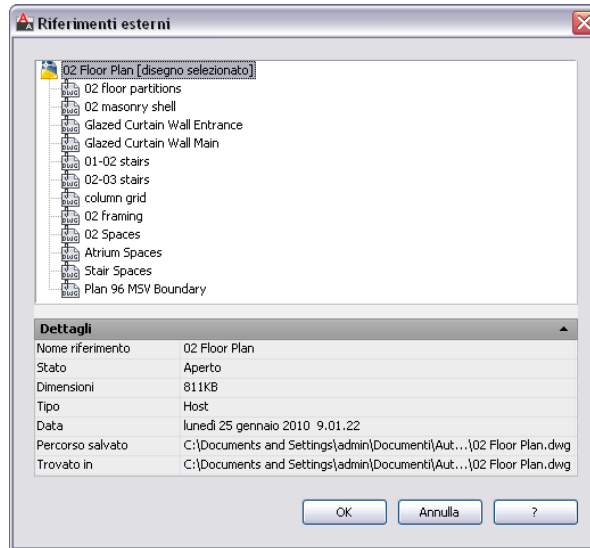 Riferimenti esterni
02 Floor Plan [disegno selezionato]
02 floor partitions
02 masonry shell
Glazed Curtain Wall Entrance
Glazed Curtain Wall Main
01-02 stairs
02-03 stairs
column grid
02 framing
02 Spaces
Atrium Spaces
Stair Spaces
Plan 96 MSV Boundary
Dettagli
Nome riferimento 02 Floor Plan
Stato Aperto
Dimensioni 811KB
Tipo Host
Data lunedì 25 gennaio 2010 9.01.22
Percorso salvato C:\Documents and Settings\admin\Documenti\Aut...\02 Floor Plan.dwg
Trovato in C:\Documents and Settings\admin\Documenti\Aut...\02 Floor Plan.dwg
OK Annulla ?